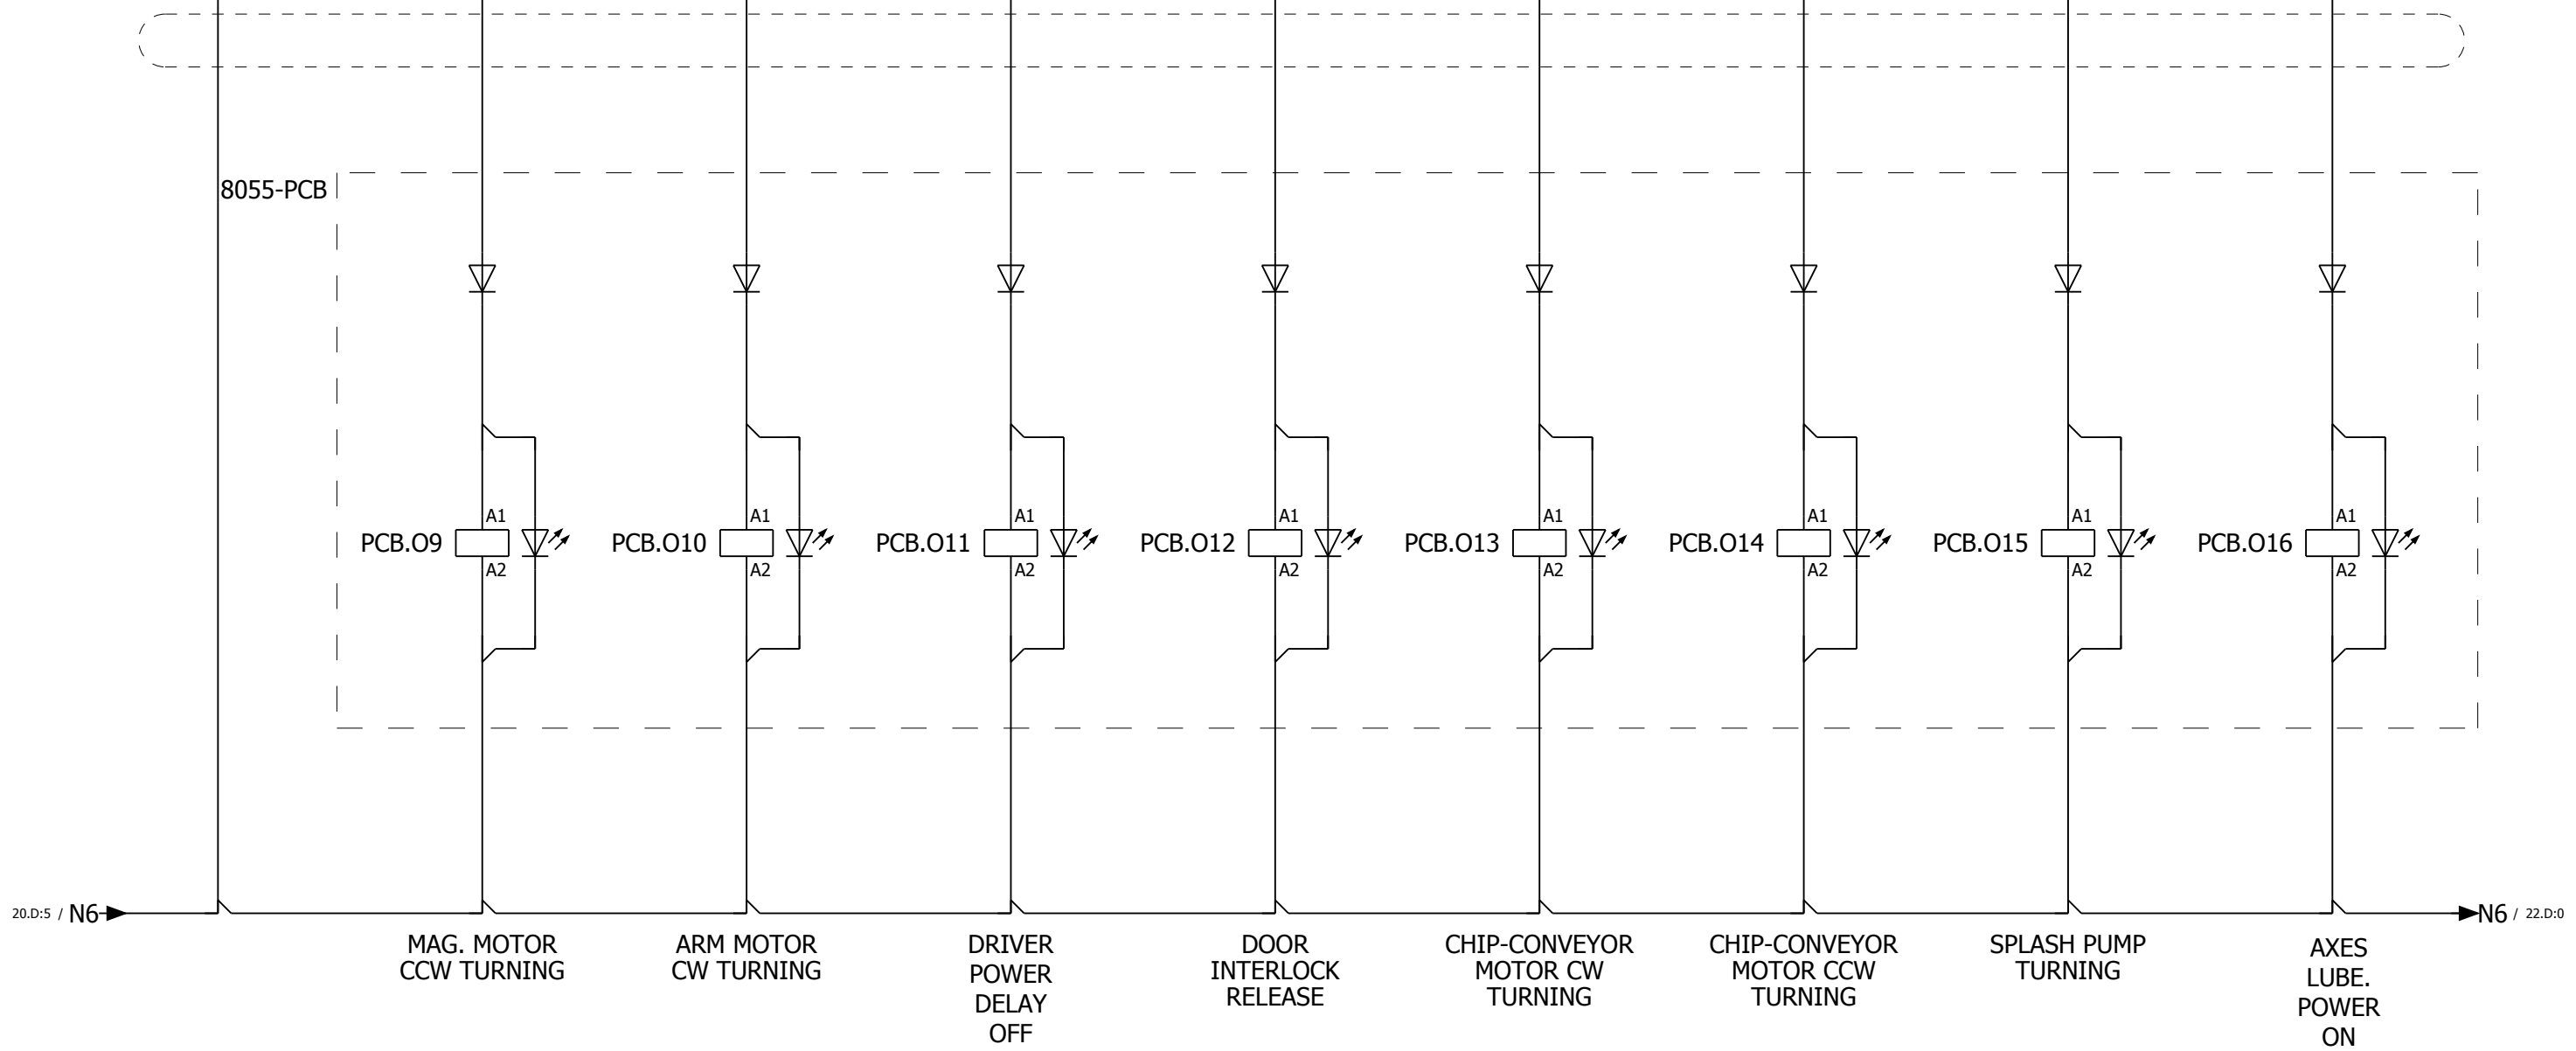 8055-PCB
A1 A1 A1 A1 A1 A1 A1 A1
PCB.O9 PCB.O10 PCB.O11 PCB.O12 PCB.O13 PCB.O14 PCB.O15 PCB.O16
A2 A2 A2 A2 A2 A2 A2 A2
20.D:5 / N6 N6 / 22.D:0
MAG. MOTOR
CCW TURNING
ARM MOTOR
CW TURNING
DRIVER
POWER
DELAY
OFF
DOOR
INTERLOCK
RELEASE
CHIP-CONVEYOR
MOTOR CW
TURNING
CHIP-CONVEYOR
MOTOR CCW
TURNING
SPLASH PUMP
TURNING
AXES
LUBE.
POWER
ON